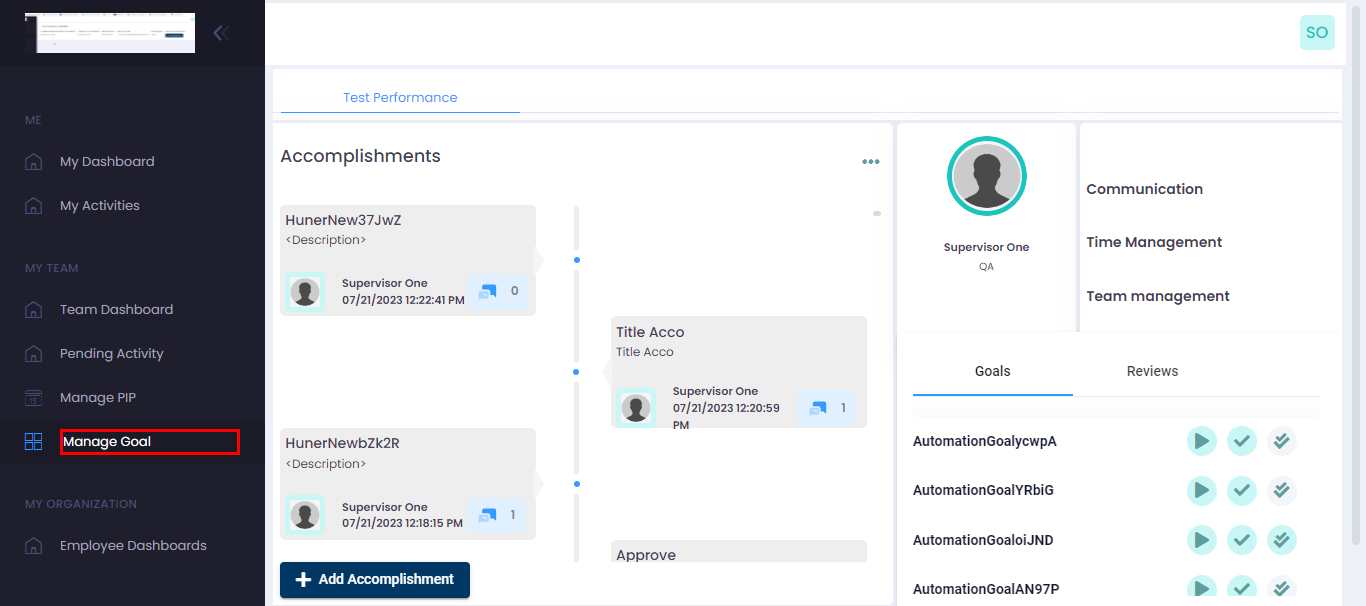 SO
ME
My Dashboard
My Activities
MY TEAM
Team Dashboard
Pending Activity
Manage PIP
15
Manage Goal
MY ORGANIZATION
Employee Dashboards
Test Performance
Accomplishments
HunerNew37JwZ
<Description>
Supervisor One
07/21/2023 12:22:41 PM
0
Title Acco
Title Acco
Supervisor One
07/21/2023 12:20:59
PM
1
HunerNewbZk2R
<Description>
Supervisor One
07/21/2023 12:18:15 PM
1
Approve
Add Accomplishment
Supervisor One
QA
Communication
Time Management
Team management
Goals
Reviews
AutomationGoalycwpA
AutomationGoalYRbiG
AutomationGoaloiJND
AutomationGoalAN97P